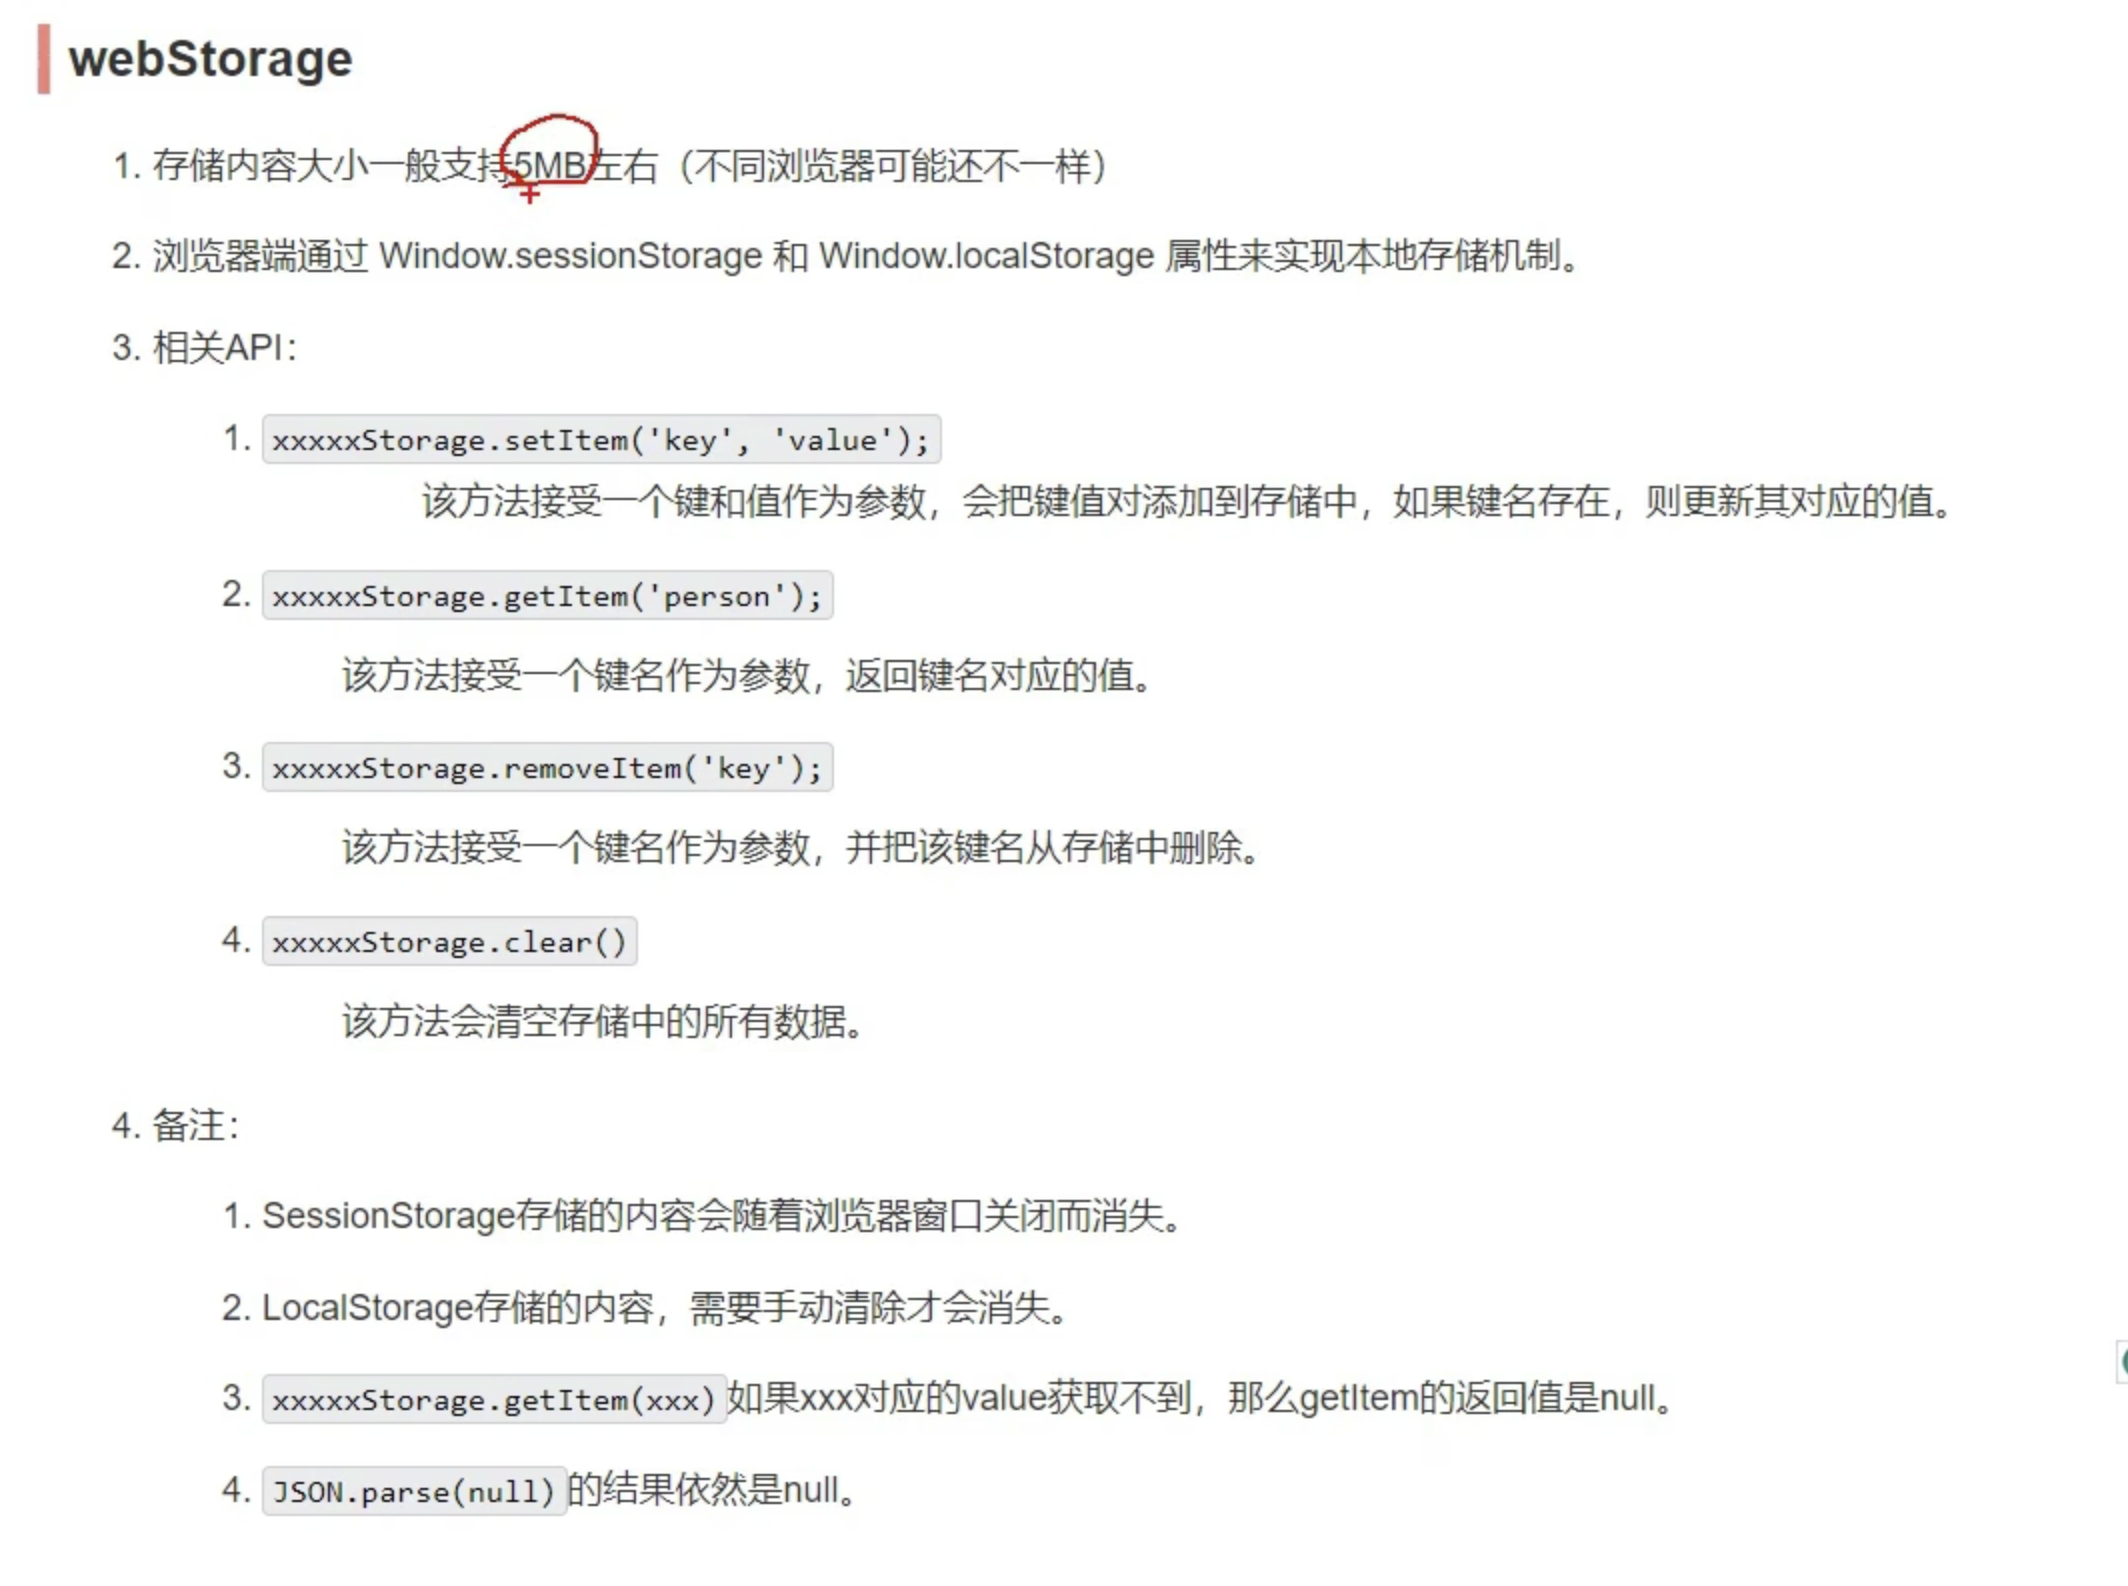 webStorage
1. 存储内容大小一般支持5MB左右（不同浏览器可能还不一样）
2. 浏览器端通过 Window.sessionStorage 和 Window.localStorage 属性来实现本地存储机制。
3. 相关API：
1. xxxxxStorage.setItem('key', 'value');
该方法接受一个键和值作为参数，会把键值对添加到存储中，如果键名存在，则更新其对应的值。
2. xxxxxStorage.getItem('person');
该方法接受一个键名作为参数，返回键名对应的值。
3. xxxxxStorage.removeItem('key');
该方法接受一个键名作为参数，并把该键名从存储中删除。
4. xxxxxStorage.clear()
该方法会清空存储中的所有数据。
4. 备注：
1. SessionStorage存储的内容会随着浏览器窗口关闭而消失。
2. LocalStorage存储的内容，需要手动清除才会消失。
3. xxxxxStorage.getItem(xxx)如果xxx对应的value获取不到，那么getItem的返回值是null。
4. JSON.parse(null)的结果依然是null。